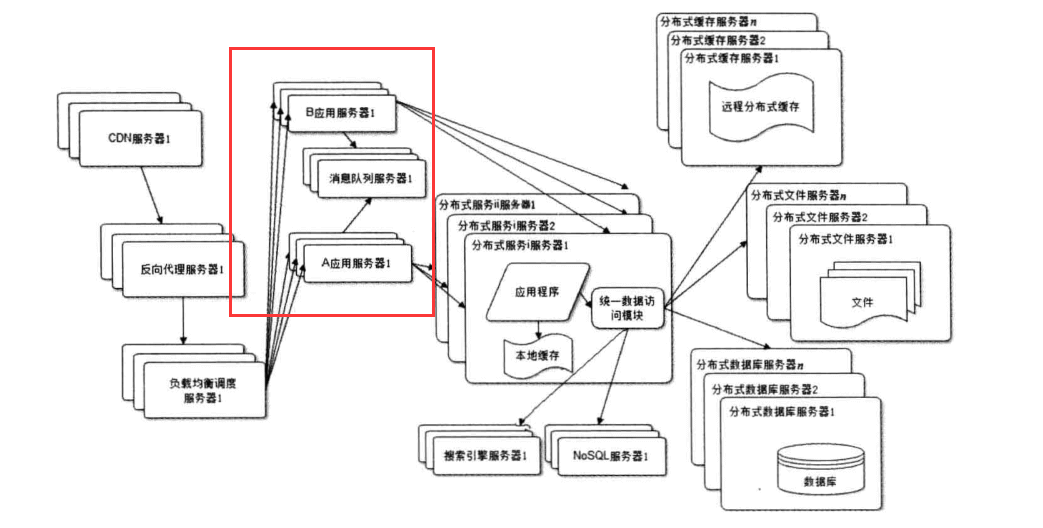 CDN服务器1
反向代理服务器1
负载均衡调度
服务器1
B应用服务器1
消息队列服务器1
A应用服务器1
分布式服务ii服务器1
分布式服务i服务器2
分布式服务i服务器1
应用程序
统一数据访
问模块
本地缓存
搜索引擎服务器1
NoSQL服务器1
分布式缓存服务器n
分布式缓存服务器2
分布式缓存服务器1
远程分布式缓存
分布式文件服务器n
分布式文件服务器2
分布式文件服务器1
文件
分布式数据库服务器n
分布式数据库服务器2
分布式数据库服务器1
数据库